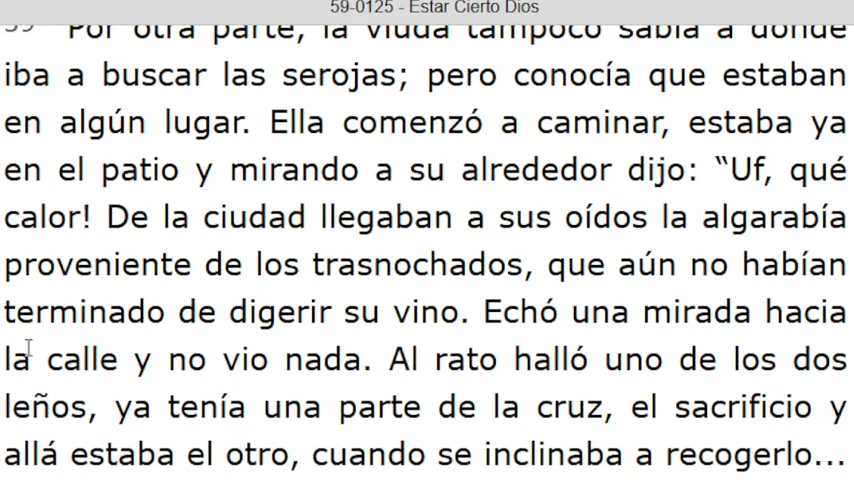 59-0125 - Estar Cierto Dios
59 Por otra parte, la viuda tampoco sabía a dónde
iba a buscar las serojas; pero conocía que estaban
en algún lugar. Ella comenzó a caminar, estaba ya
en el patio y mirando a su alrededor dijo: “Uf, qué
calor! De la ciudad llegaban a sus oídos la algarabía
proveniente de los trasnochados, que aún no habían
terminado de digerir su vino. Echó una mirada hacia
la calle y no vio nada. Al rato halló uno de los dos
leños, ya tenía una parte de la cruz, el sacrificio y
allá estaba el otro, cuando se inclinaba a recogerlo...